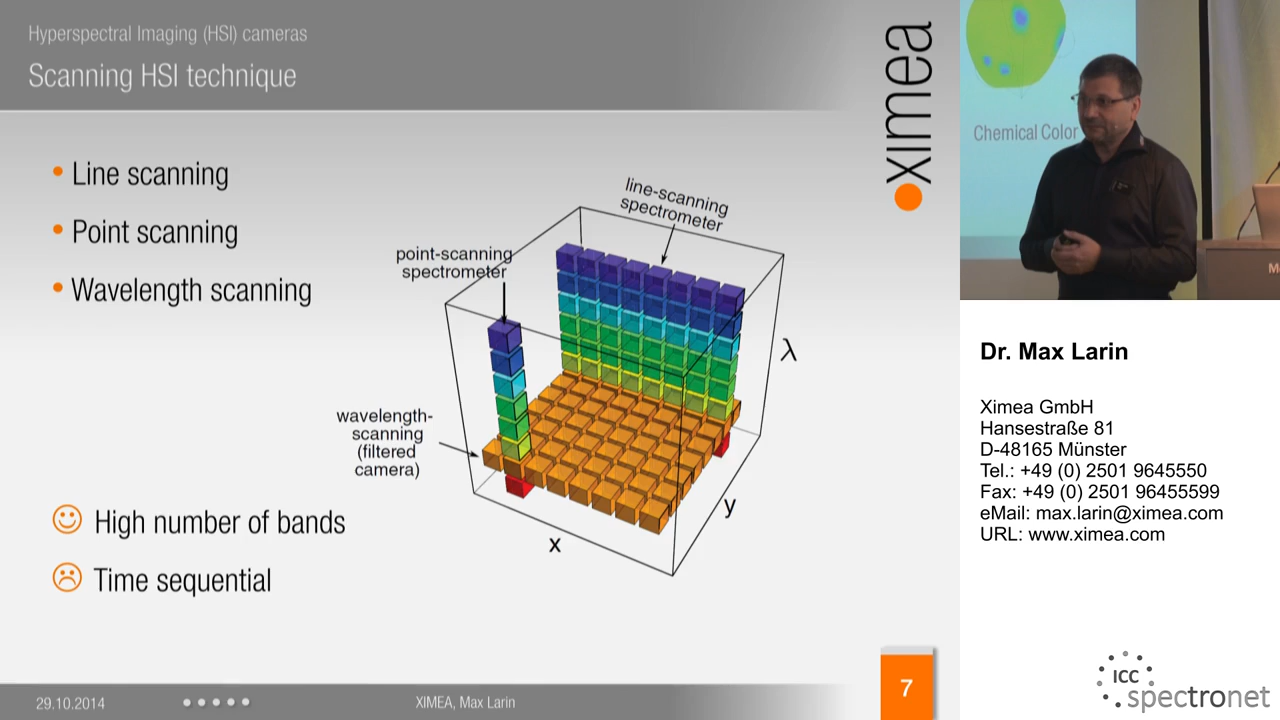 Hyperspectral Imaging (HSI) cameras
Scanning HSI technique
ximea
• Line scanning
• Point scanning
• Wavelength scanning
line-scanning
spectrometer
point-scanning
spectrometer
λ
wavelength-
scanning
(filtered
camera)
y
x
High number of bands
Time sequential
29.10.2014
XIMEA, Max Larin
7
Chemical Color
Dr. Max Larin
Ximea GmbH
Hansestraße 81
D-48165 Münster
Tel.: +49 (0) 2501 9645550
Fax: +49 (0) 2501 96455599
eMail: max.larin@ximea.com
URL: www.ximea.com
ICC
spectronet